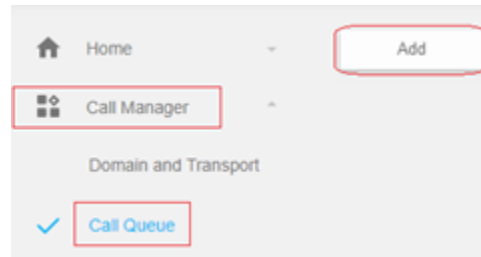 Home
Add
Call Manager
Domain and Transport
Call Queue